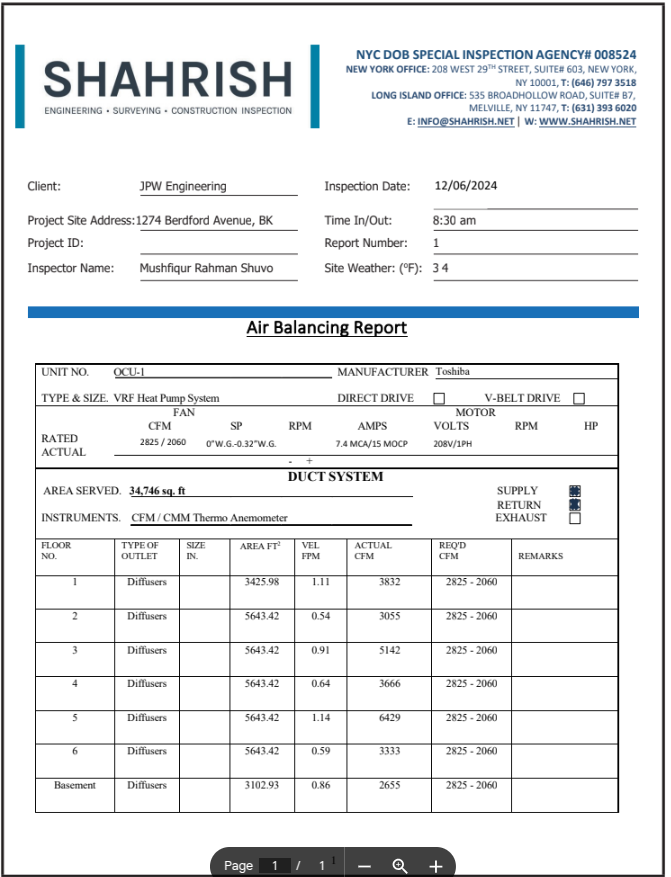 SHAHRISH
ENGINEERING • SURVEYING • CONSTRUCTION INSPECTION
NYC DOB SPECIAL INSPECTION AGENCY# 008524
NEW YORK OFFICE: 208 WEST 29TH STREET, SUITE# 603, NEW YORK,
NY 10001, T: (646) 797 3518
LONG ISLAND OFFICE: 535 BROADHOLLOW ROAD, SUITE# B7,
MELVILLE, NY 11747, T: (631) 393 6020
E: INFO@SHAHRISH.NET | W: WWW.SHAHRISH.NET
Client: JPW Engineering Inspection Date: 12/06/2024
Project Site Address:1274 Berdford Avenue, BK Time In/Out: 8:30 am
Project ID: Report Number: 1
Inspector Name: Mushfiqur Rahman Shuvo Site Weather: (°F): 3 4
Air Balancing Report
UNIT NO. OCU-1 MANUFACTURER Toshiba
TYPE & SIZE. VRF Heat Pump System DIRECT DRIVE V-BELT DRIVE
FAN MOTOR
CFM SP RPM AMPS VOLTS RPM HP
RATED 2825 / 2060 0"W.G.-0.32"W.G. 7.4 MCA/15 MOCP 208V/1PH
ACTUAL
- +
DUCT SYSTEM
AREA SERVED. 34,746 sq. ft SUPPLY
RETURN
INSTRUMENTS. CFM / CMM Thermo Anemometer EXHAUST
FLOOR NO. TYPE OF OUTLET SIZE IN. AREA FT2 VEL FPM ACTUAL CFM REQ'D CFM REMARKS
1 Diffusers 3425.98 1.11 3832 2825 - 2060
2 Diffusers 5643.42 0.54 3055 2825 - 2060
3 Diffusers 5643.42 0.91 5142 2825 - 2060
4 Diffusers 5643.42 0.64 3666 2825 - 2060
5 Diffusers 5643.42 1.14 6429 2825 - 2060
6 Diffusers 5643.42 0.59 3333 2825 - 2060
Basement Diffusers 3102.93 0.86 2655 2825 - 2060
Page 1 / 1 1